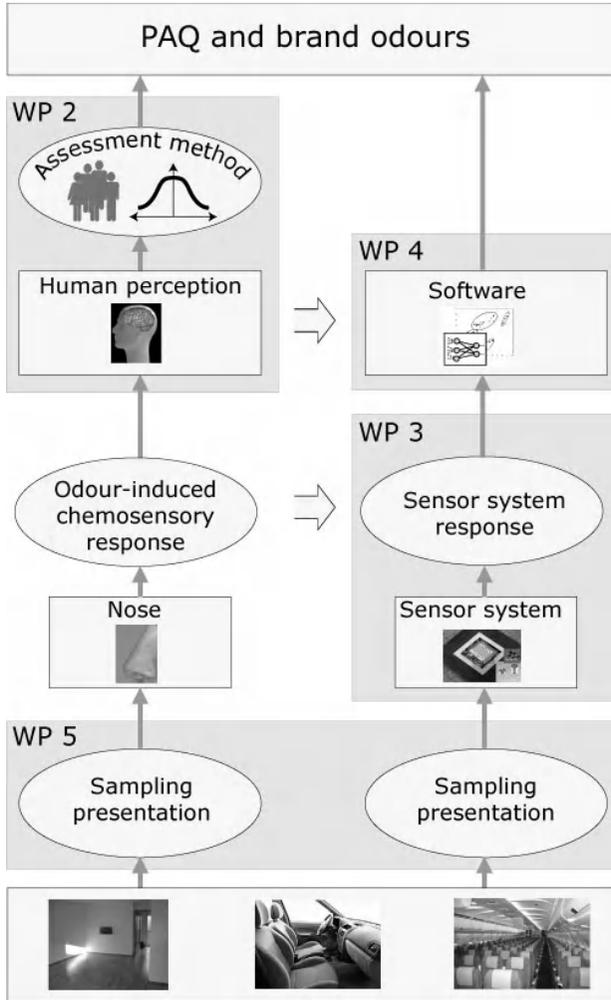 PAQ and brand odours
WP 2
Assessment method
Human perception
WP 4
Software
WP 3
Odour-induced
chemosensory
response
Sensor system
response
Nose
Sensor system
WP 5
Sampling
presentation
Sampling
presentation